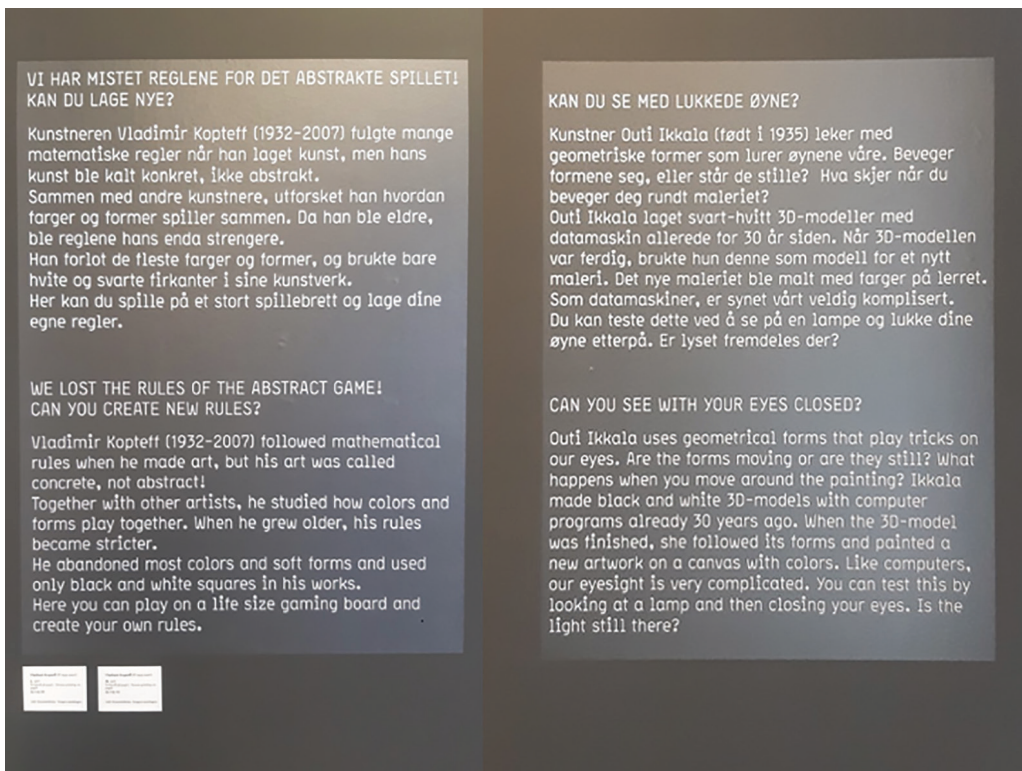 VI HAR MISTET REGLENE FOR DET ABSTRAKTE SPILLET!
KAN DU LAGE NYE?
Kunstneren Vladimir Kopteff (1932-2007) fulgte mange
matematiske regler når han laget kunst, men hans
kunst ble kalt konkret, ikke abstrakt.
Sammen med andre kunstnere, utforsket han hvordan
farger og former spiller sammen. Da han ble eldre,
ble reglene hans enda strengere.
Han forlot de fleste farger og former, og brukte bare
hvite og svarte firkanter i sine kunstverk.
Her kan du spille på et stort spillebrett og lage dine
egne regler.
WE LOST THE RULES OF THE ABSTRACT GAME!
CAN YOU CREATE NEW RULES?
Vladimir Kopteff (1932-2007) followed mathematical
rules when he made art, but his art was called
concrete, not abstract!
Together with other artists, he studied how colors and
forms play together. When he grew older, his rules
became stricter.
He abandoned most colors and soft forms and used
only black and white squares in his works.
Here you can play on a life size gaming board and
create your own rules.
KAN DU SE MED LUKKEDE ØYNE?
Kunstner Outi Ikkala (født i 1935) leker med
geometriske former som lurer øynene våre. Beveger
formene seg, eller står de stille? Hva skjer når du
beveger deg rundt maleriet?
Outi Ikkala laget svart-hvitt 3D-modeller med
datamaskin allerede for 30 år siden. Når 3D-modellen
var ferdig, brukte hun denne som modell for et nytt
maleri. Det nye maleriet ble malt med farger på lerret.
Som datamaskiner, er synet vårt veldig komplisert.
Du kan teste dette ved å se på en lampe og lukke dine
øyne etterpå. Er lyset fremdeles der?
CAN YOU SEE WITH YOUR EYES CLOSED?
Outi Ikkala uses geometrical forms that play tricks on
our eyes. Are the forms moving or are they still? What
happens when you move around the painting? Ikkala
made black and white 3D-models with computer
programs already 30 years ago. When the 3D-model
was finished, she followed its forms and painted a
new artwork on a canvas with colors. Like computers,
our eyesight is very complicated. You can test this by
looking at a lamp and then closing your eyes. Is the
light still there?